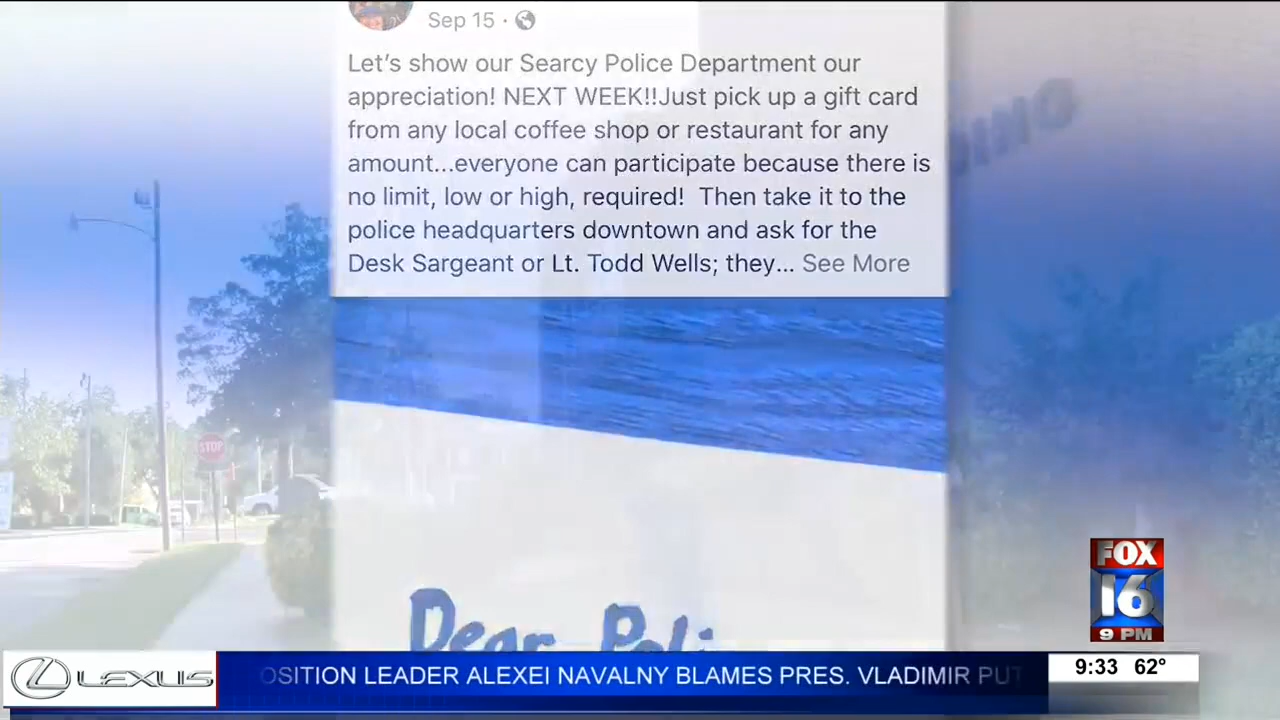 Sep 15 ·
Let's show our Searcy Police Department our
appreciation! NEXT WEEK!!Just pick up a gift card
from any local coffee shop or restaurant for any
amount...everyone can participate because there is
no limit, low or high, required!  Then take it to the
police headquarters downtown and ask for the
Desk Sargeant or Lt. Todd Wells; they... See More
STOP
Dear
FOX
16
9 PM
LEXUS
OSITION LEADER ALEXEI NAVALNY BLAMES PRES. VLADIMIR PUT
9:33 62°